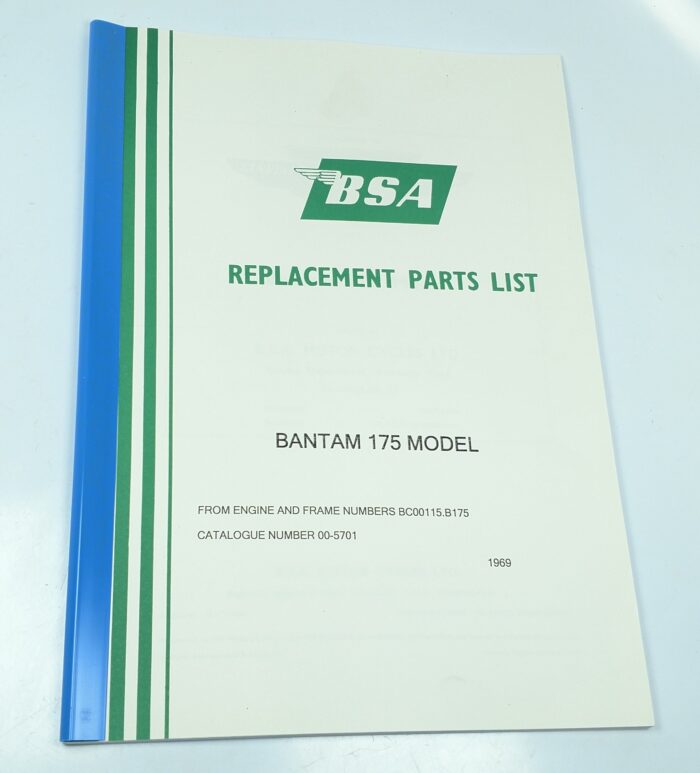 BSA
REPLACEMENT PARTS LIST
BANTAM 175 MODEL
FROM ENGINE AND FRAME NUMBERS BC00115.B175
CATALOGUE NUMBER 00-5701
1969